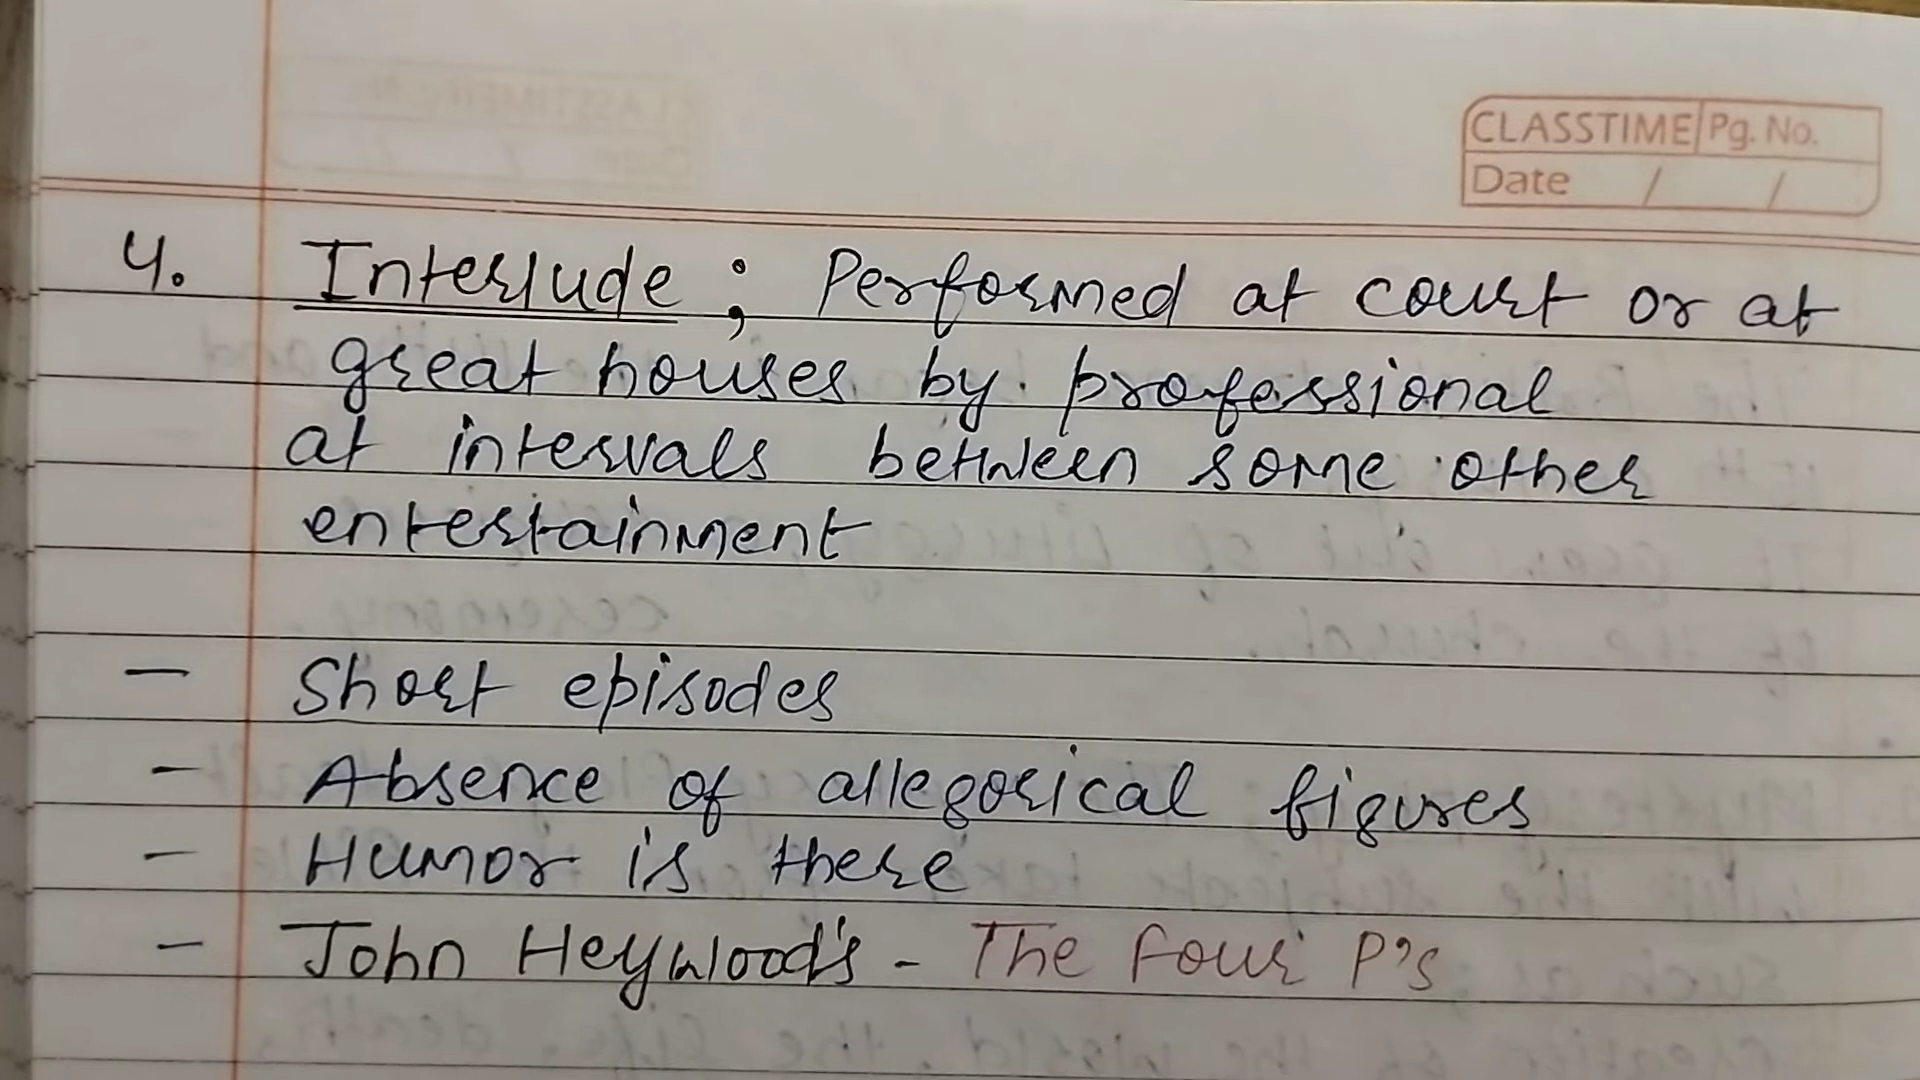 CLASSTIME Pg. No.
Date / /
4. Interlude ; Performed at court or at
great houses by professional
at intervals between some other
entertainment
- Short episodes
- Absence of allegorical figures
- Humor is there
- John Heywood's - The Four P's